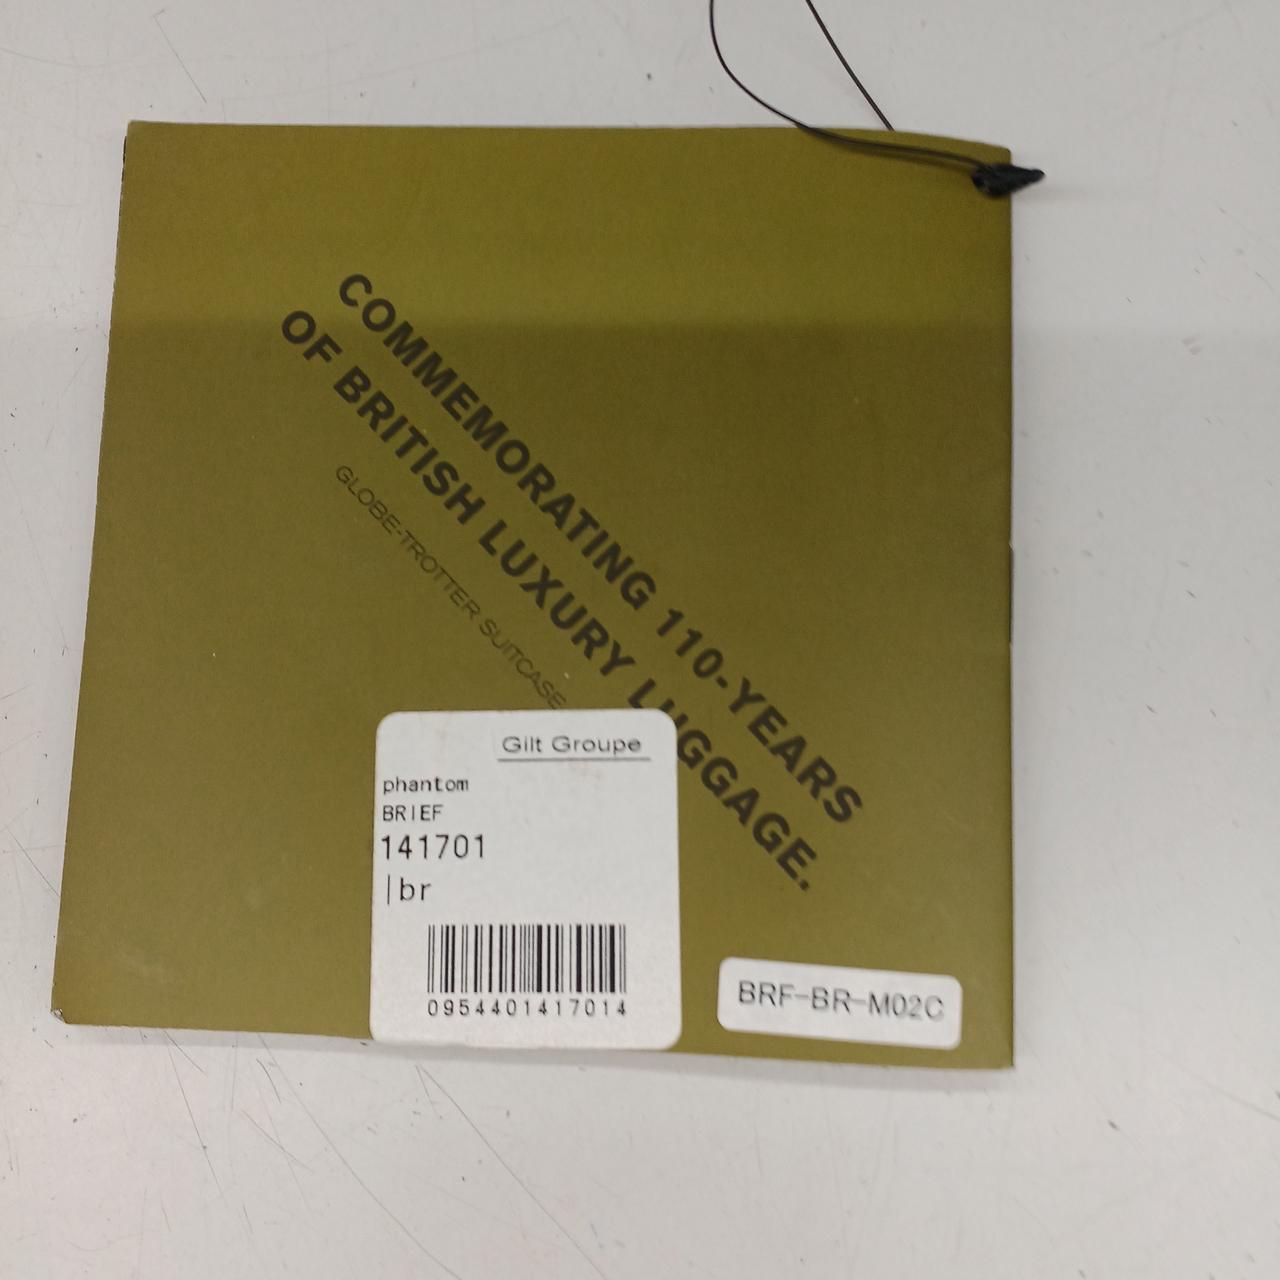 COMMEMORATING 110-YEARS
OF BRITISH LUXURY LUGGAGE.
GLOBE-TROTTER SUITCASE
Gilt Groupe
phantom
BRIEF
141701
|br
0954401417014
BRF-BR-M02C